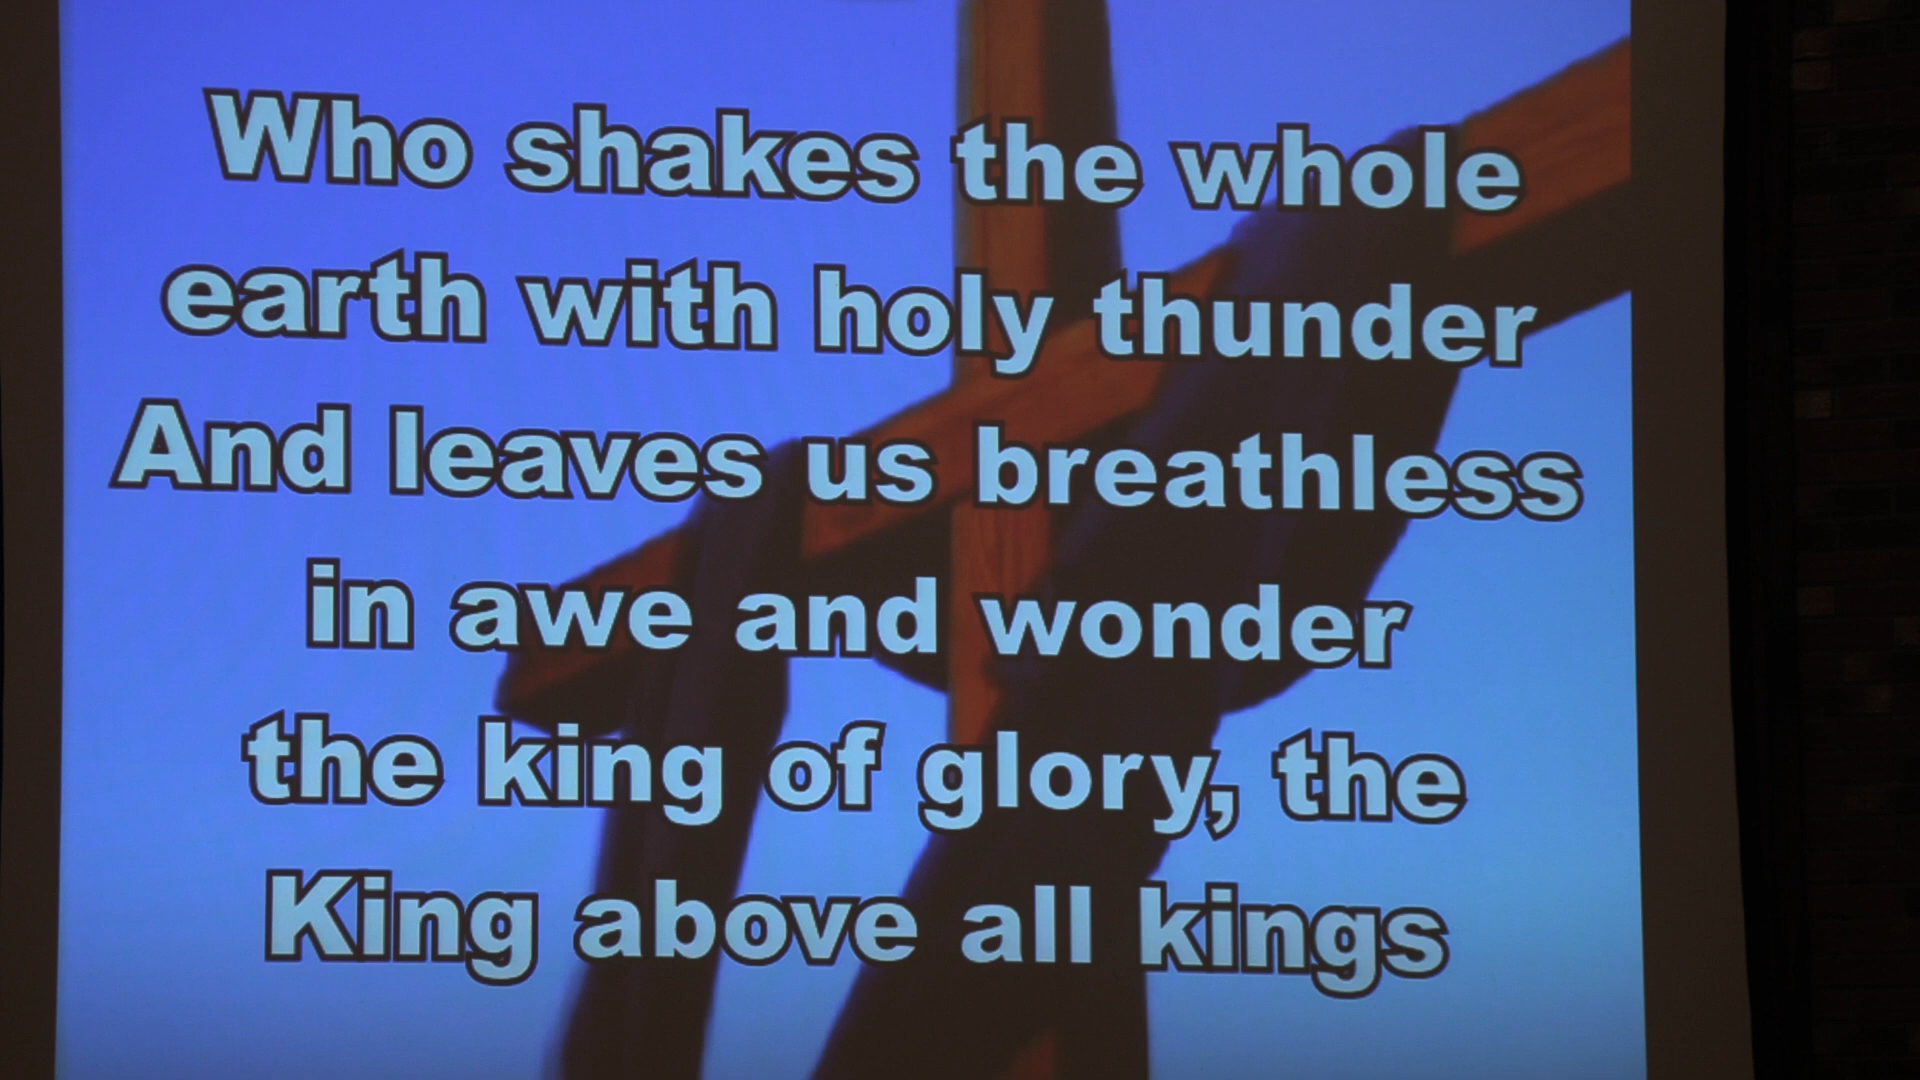 Who shakes the whole
earth with holy thunder
And leaves us breathless
in awe and wonder
the king of glory, the
King above all kings